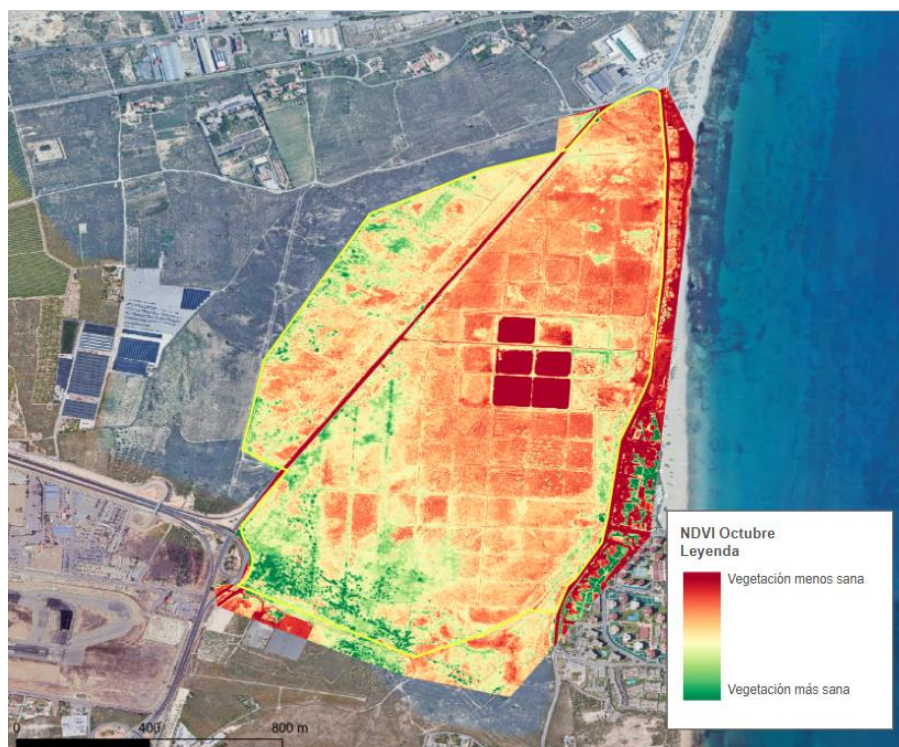 NDVI Octubre
Leyenda
Vegetación menos sana
Vegetación más sana
0 400 800 m